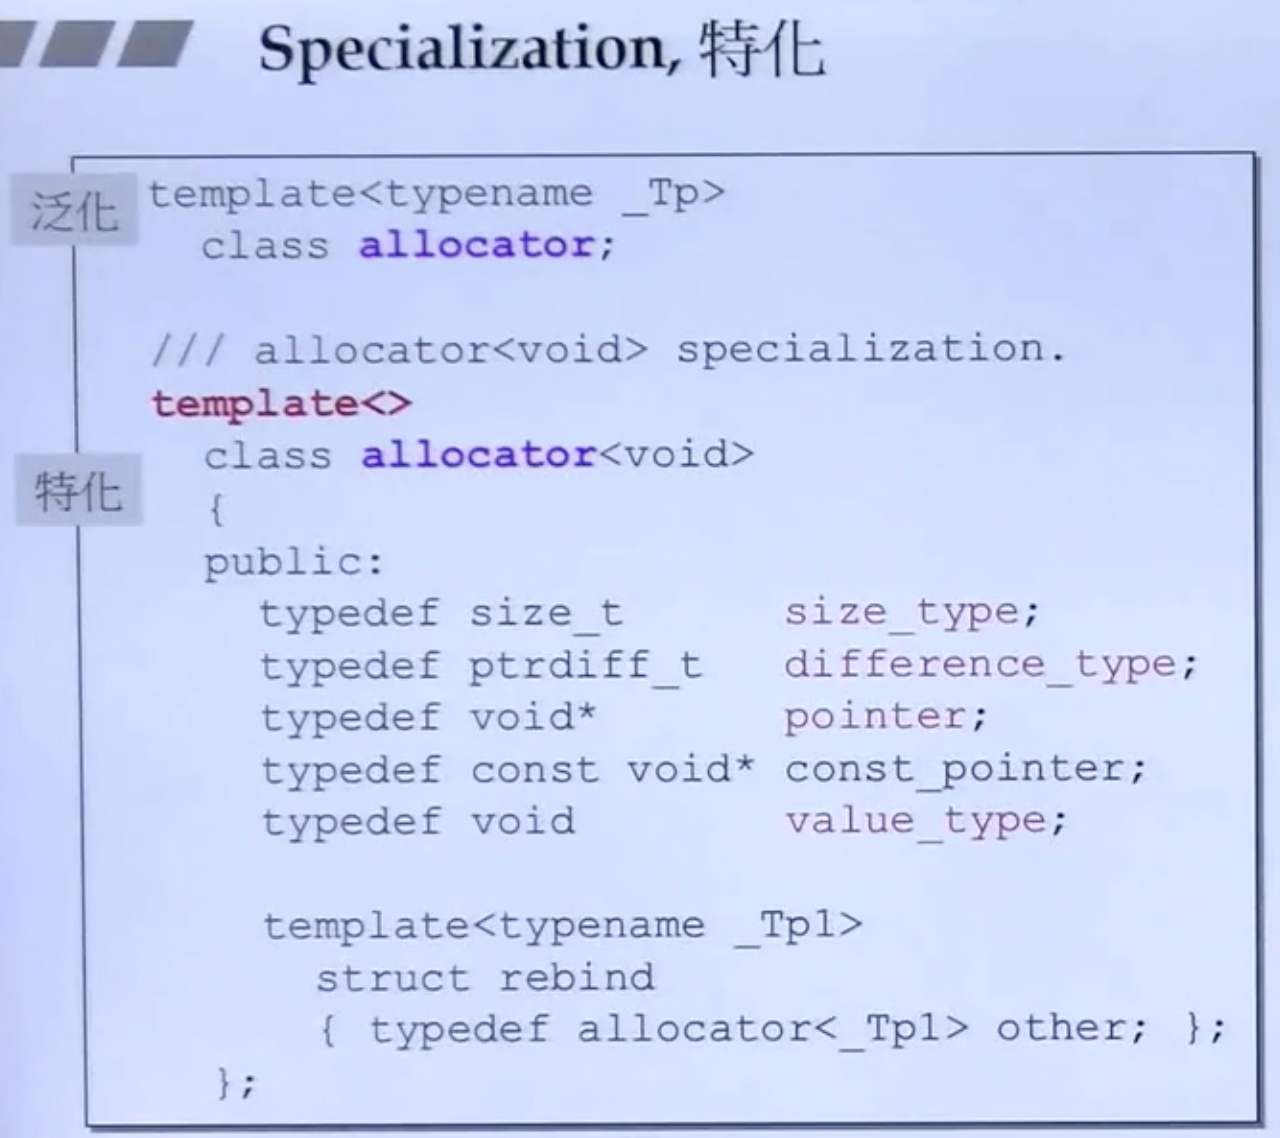 Specialization, 特化
泛化
template<typename _Tp>
class allocator;
/// allocator<void> specialization.
template<>
class allocator<void>
特化
{
public:
typedef size_t size_type;
typedef ptrdiff_t difference_type;
typedef void* pointer;
typedef const void* const_pointer;
typedef void value_type;
template<typename _Tp1>
struct rebind
{ typedef allocator<_Tp1> other; };
};